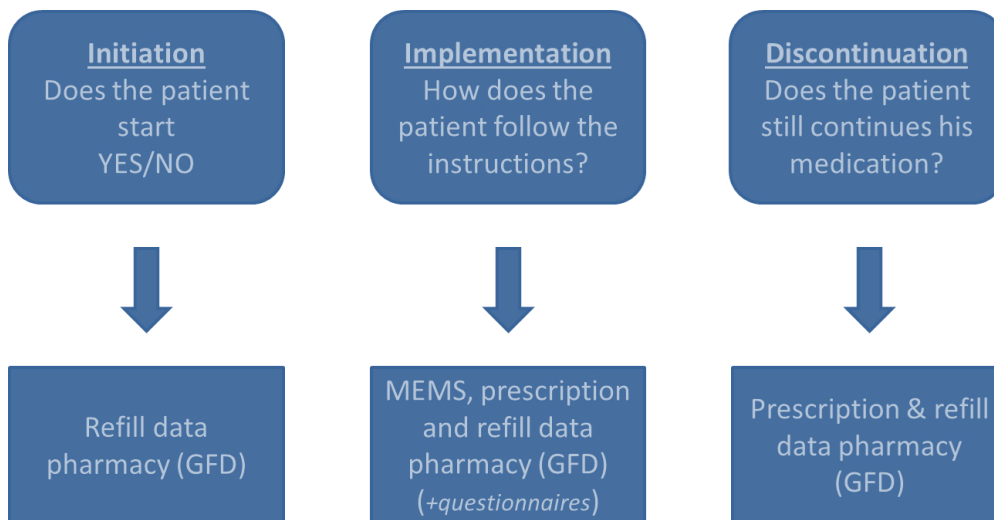 Initiation
Does the patient
start
YES/NO
Implementation
How does the
patient follow the
instructions?
Discontinuation
Does the patient
still continues his
medication?
Refill data
pharmacy (GFD)
MEMS, prescription
and refill data
pharmacy (GFD)
(+questionnaires)
Prescription & refill
data pharmacy
(GFD)